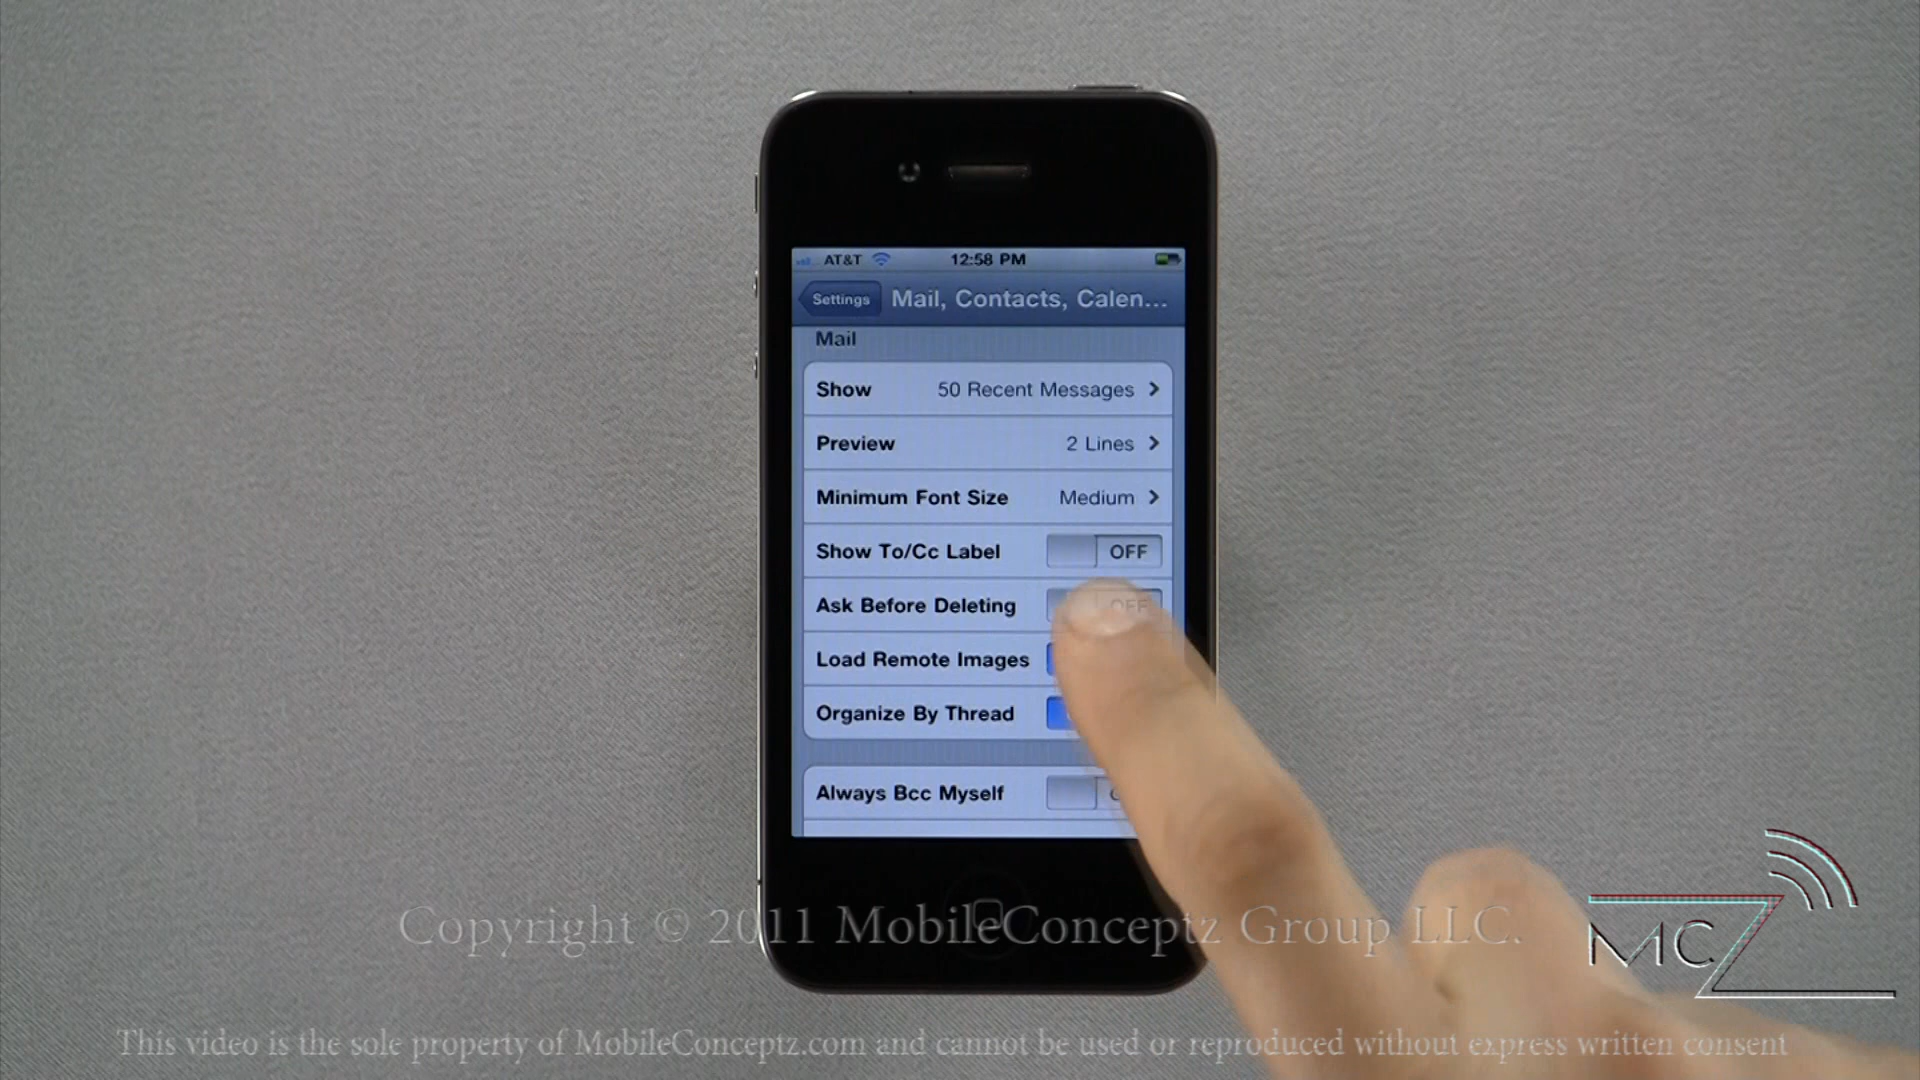 AT&T 12:58 PM
Settings Mail, Contacts, Calen...
Mail
Show 50 Recent Messages
Preview 2 Lines
Minimum Font Size Medium
Show To/Cc Label OFF
Ask Before Deleting OFF
Load Remote Images
Organize By Thread
Always Bcc Myself
Copyright © 2011 MobileConceptz Group LLC.
MCZ
This video is the sole property of MobileConceptz.com and cannot be used or reproduced without express written consent